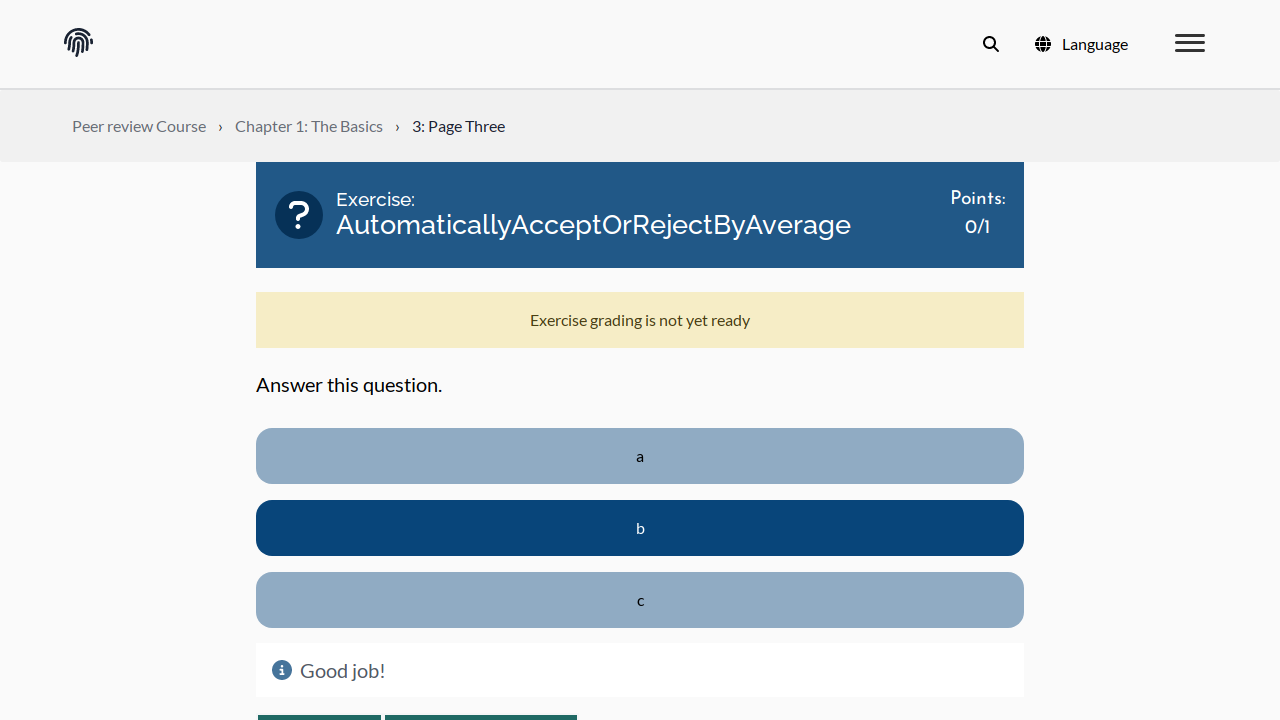 Language
Peer review Course › Chapter 1: The Basics › 3: Page Three
Exercise:
AutomaticallyAcceptOrRejectByAverage
Points:
0/1
Exercise grading is not yet ready
Answer this question.
a
b
c
Good job!